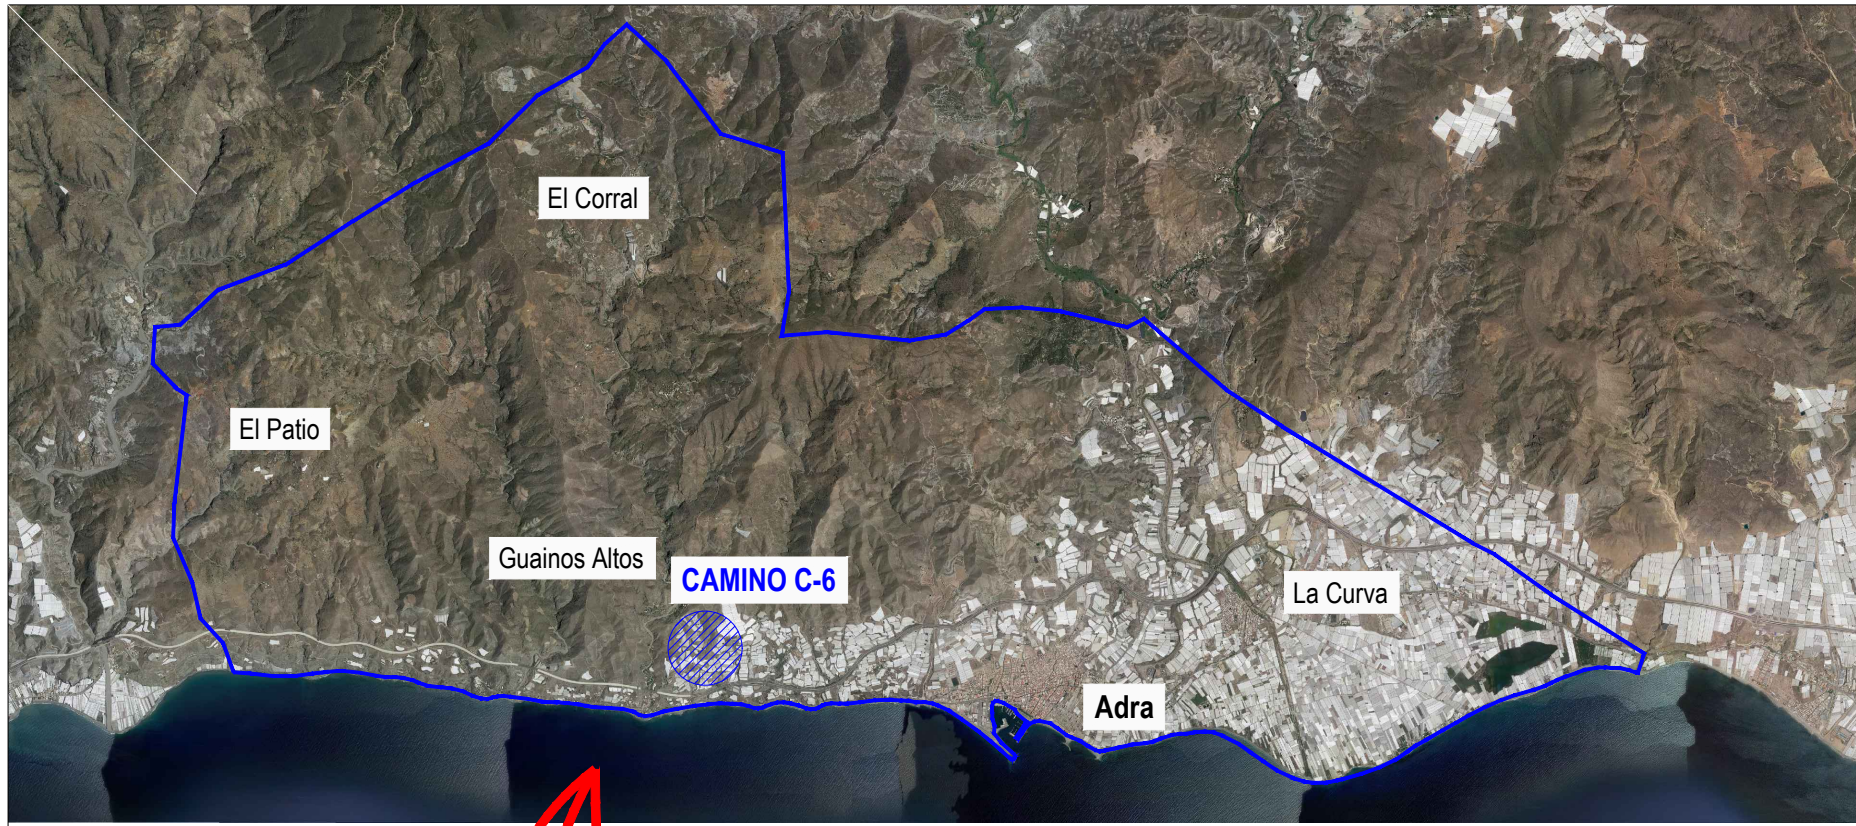 El Corral
El Patio
Guainos Altos
CAMINO C-6
La Curva
Adra